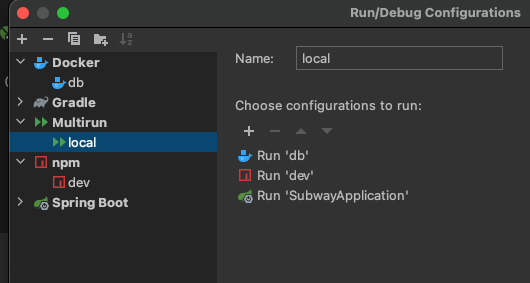 Run/Debug Configurations
Docker
db
Gradle
Multirun
local
npm
dev
Spring Boot
Name: local
Choose configurations to run:
Run 'db'
Run 'dev'
Run 'SubwayApplication'